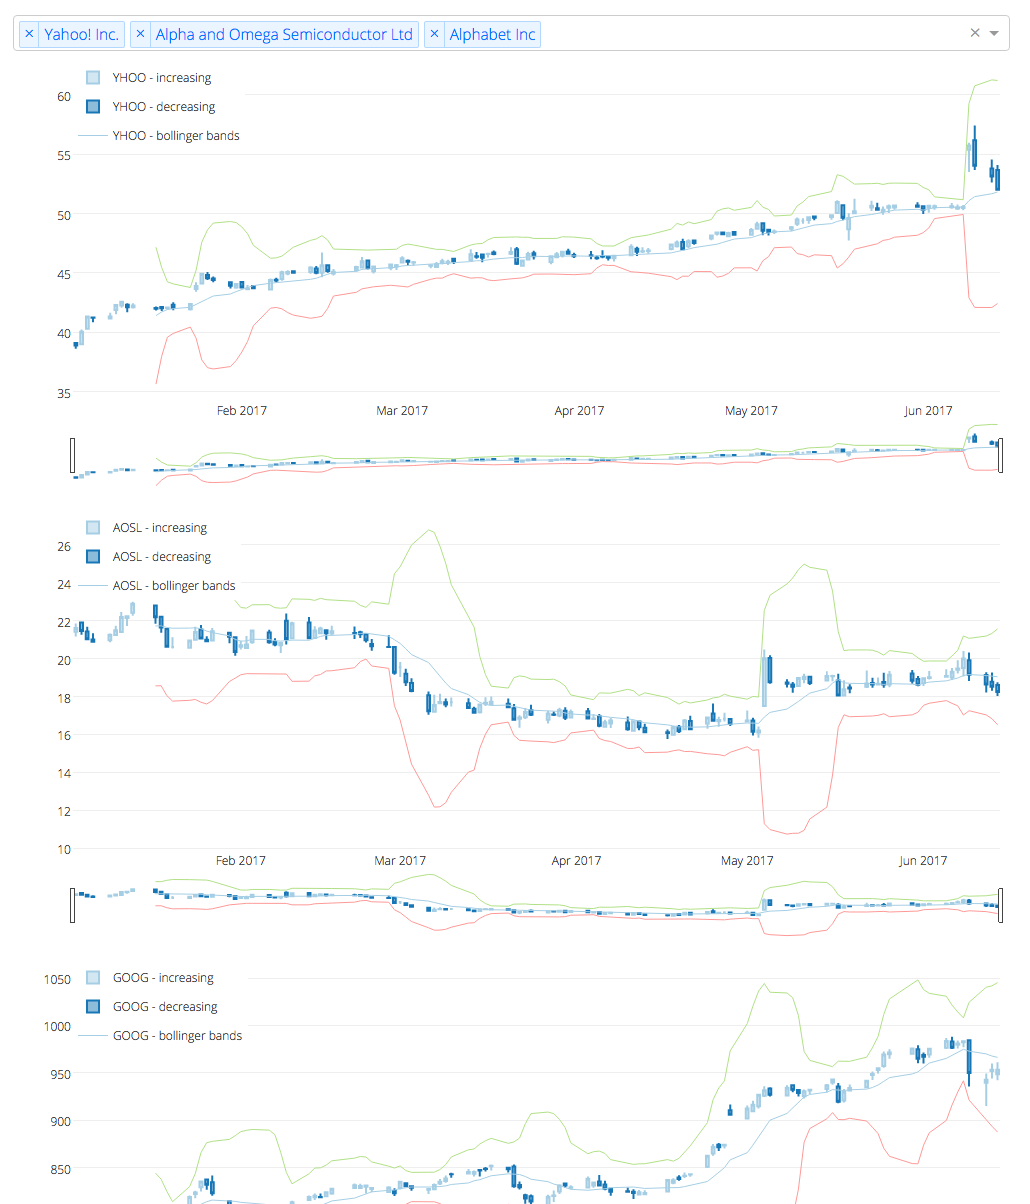 × Yahoo! Inc. × Alpha and Omega Semiconductor Ltd × Alphabet Inc ×
YHOO - increasing
60
YHOO - decreasing
YHOO - bollinger bands
55
50
45
40
35
Feb 2017 Mar 2017 Apr 2017 May 2017 Jun 2017
AOSL - increasing
26
AOSL - decreasing
24
AOSL - bollinger bands
22
20
18
16
14
12
10
Feb 2017 Mar 2017 Apr 2017 May 2017 Jun 2017
1050
GOOG - increasing
GOOG - decreasing
1000
GOOG - bollinger bands
950
900
850